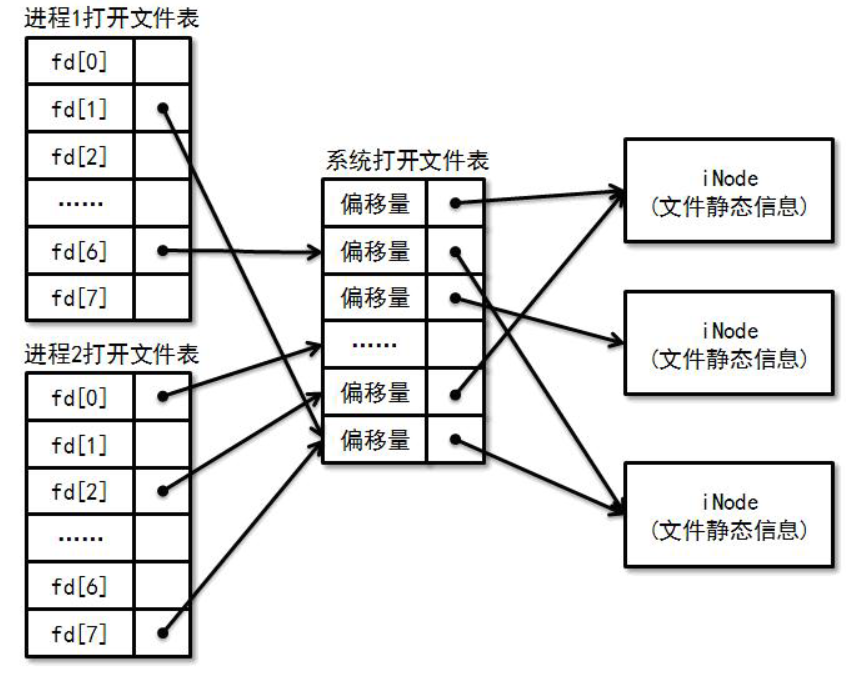 进程1打开文件表
fd[0]
fd[1]
fd[2]
……
fd[6]
fd[7]
进程2打开文件表
fd[0]
fd[1]
fd[2]
……
fd[6]
fd[7]
系统打开文件表
偏移量
偏移量
偏移量
……
偏移量
偏移量
iNode
(文件静态信息)
iNode
(文件静态信息)
iNode
(文件静态信息)